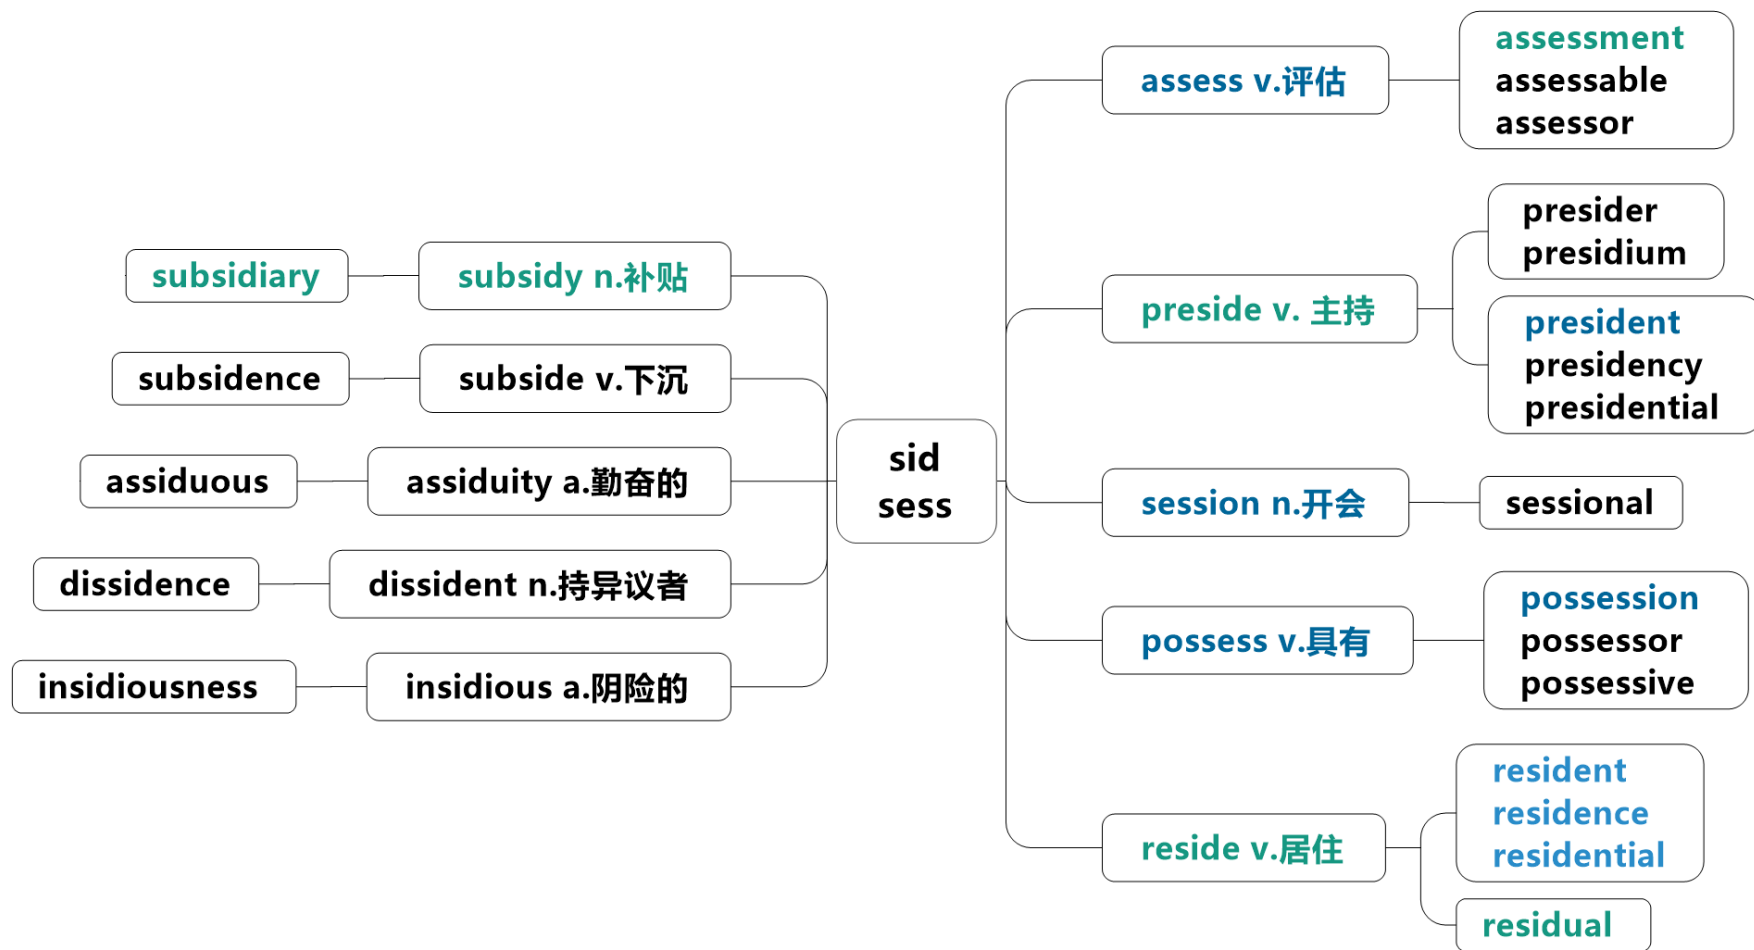 subsidiary
subsidy n.补贴
subsidence
subside v.下沉
assiduous
assiduity a.勤奋的
dissidence
dissident n.持异议者
insidiousness
insidious a.阴险的
sid
sess
assess v.评估
assessment
assessable
assessor
preside v. 主持
presider
presidium
president
presidency
presidential
session n.开会
sessional
possess v.具有
possession
possessor
possessive
reside v.居住
resident
residence
residential
residual